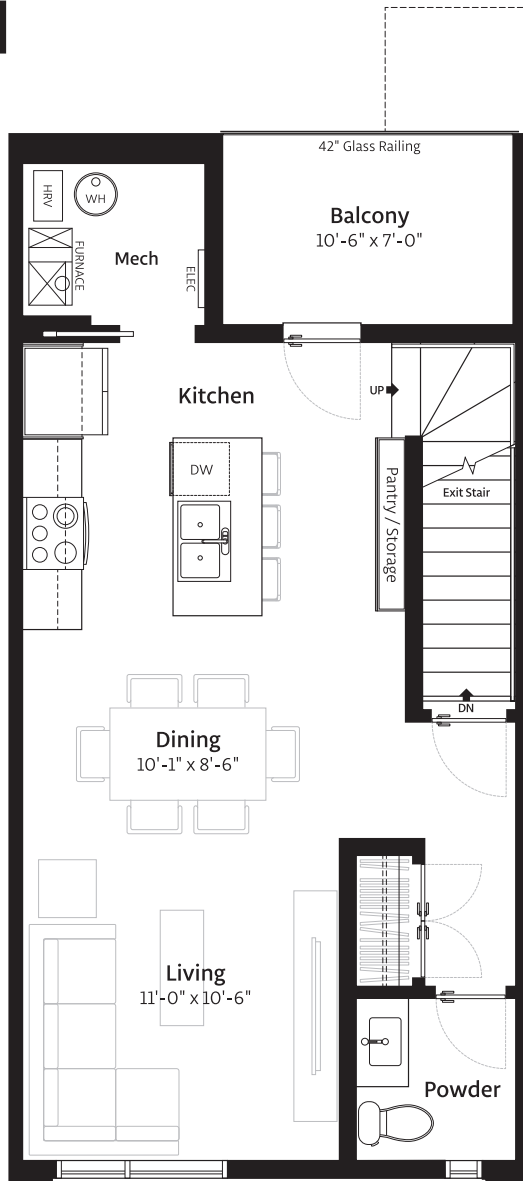 42" Glass Railing
Balcony
10'-6" x 7'-0"
HRV
WH
FURNACE
Mech
ELEC
Kitchen
UP
DW
Pantry / Storage
Exit Stair
DN
Dining
10'-1" x 8'-6"
Living
11'-0" x 10'-6"
Powder